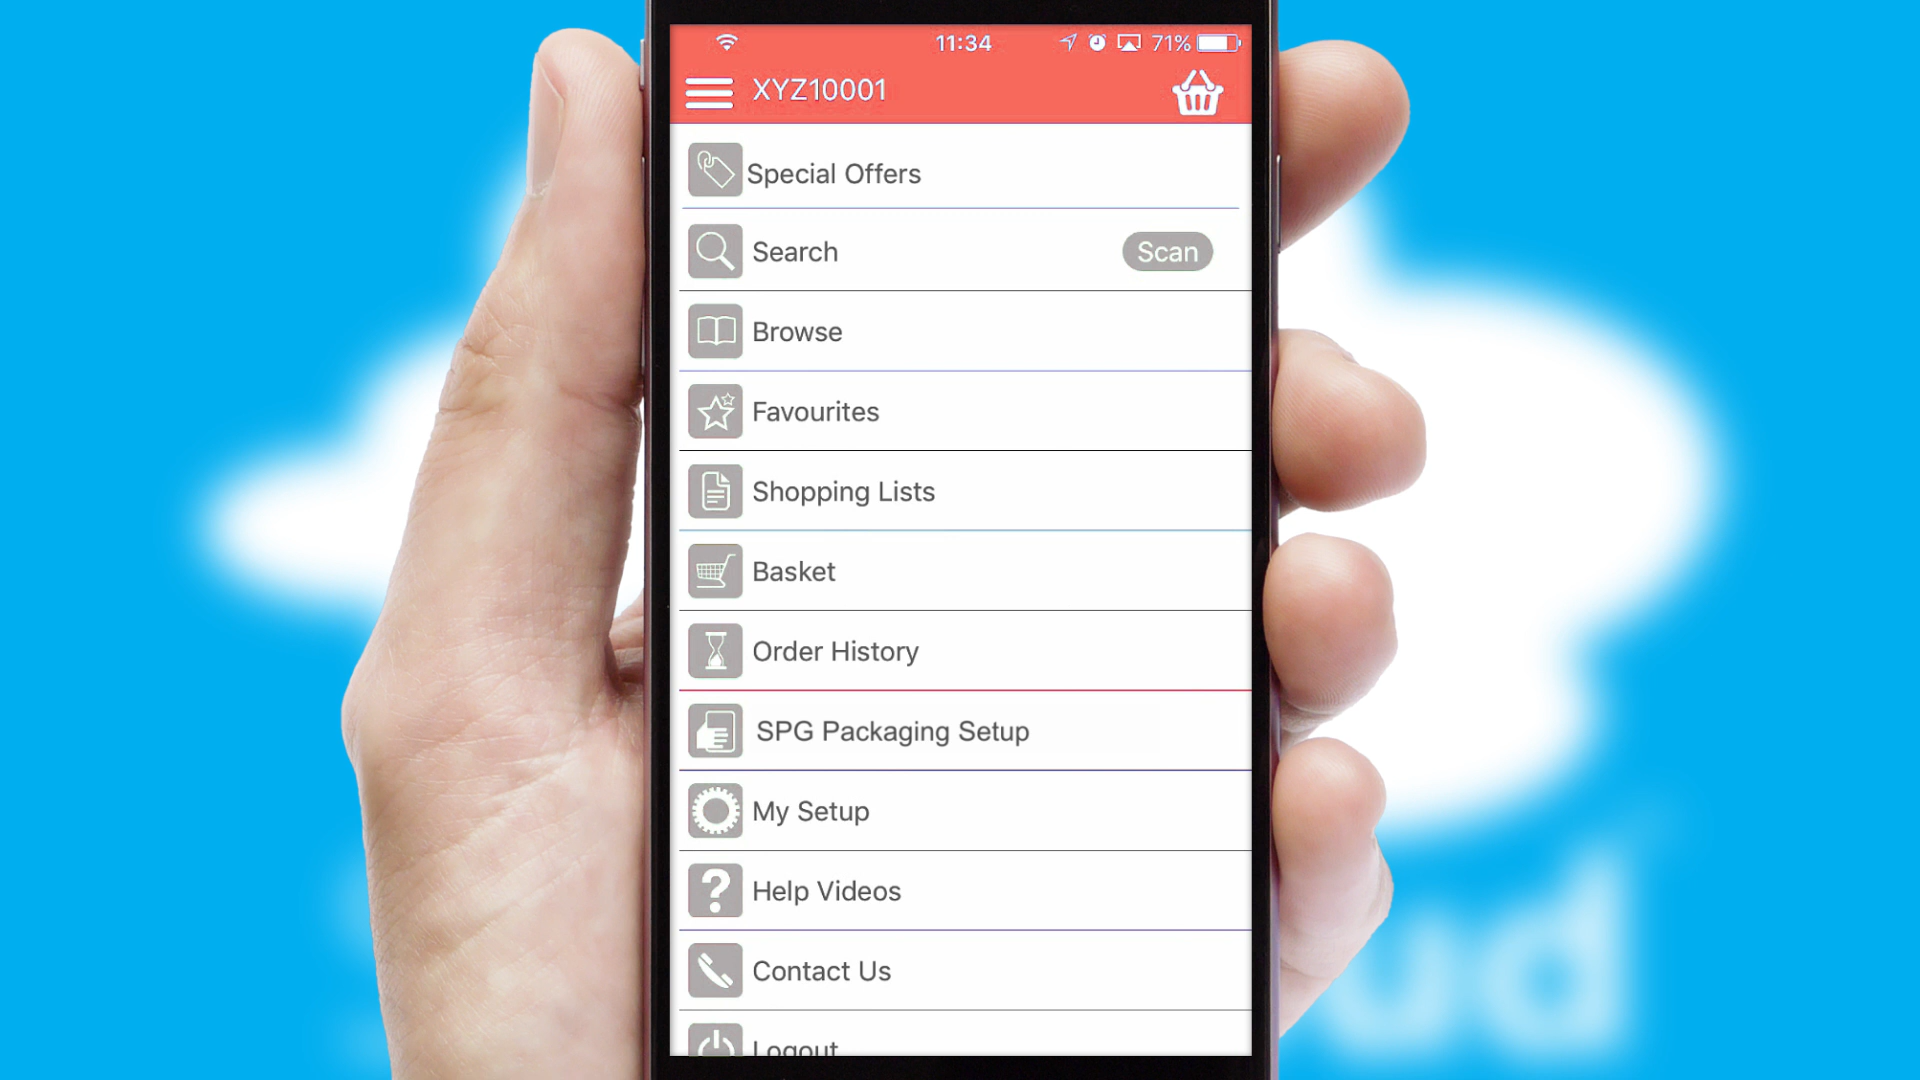 11:34 71%
XYZ10001
Special Offers
Search Scan
Browse
Favourites
Shopping Lists
Basket
Order History
SPG Packaging Setup
My Setup
Help Videos
Contact Us
Logout